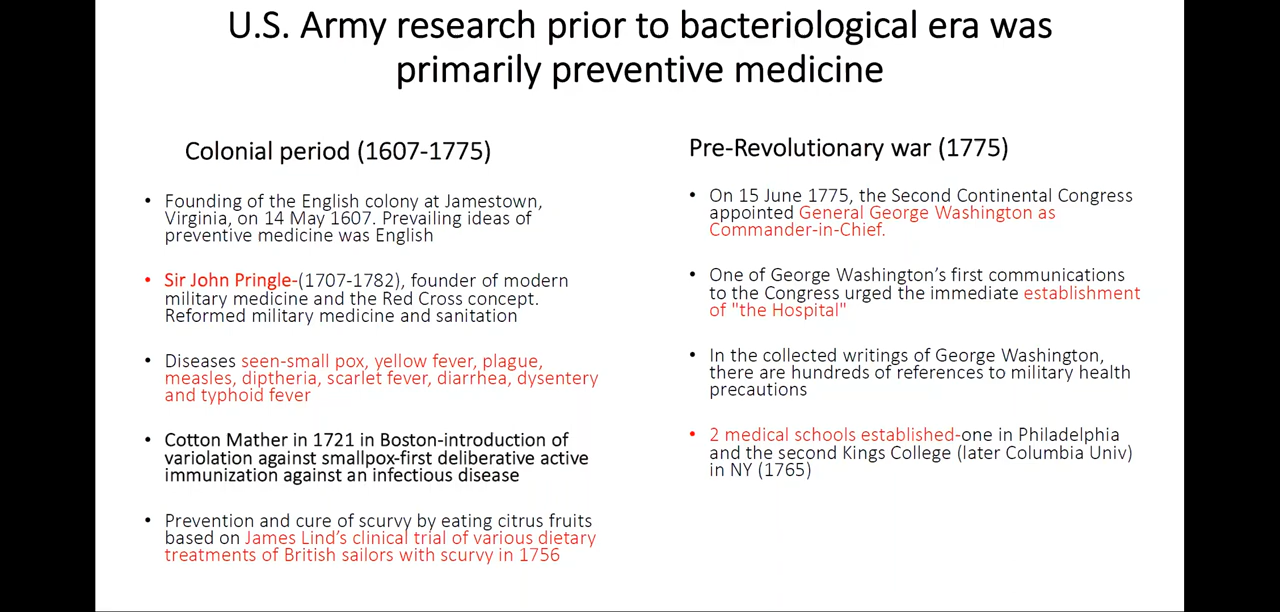 U.S. Army research prior to bacteriological era was
primarily preventive medicine
Colonial period (1607-1775)
• Founding of the English colony at Jamestown,
Virginia, on 14 May 1607. Prevailing ideas of
preventive medicine was English
• Sir John Pringle-(1707-1782), founder of modern
military medicine and the Red Cross concept.
Reformed military medicine and sanitation
• Diseases seen-small pox, yellow fever, plague,
measles, diptheria, scarlet fever, diarrhea, dysentery
and typhoid fever
• Cotton Mather in 1721 in Boston-introduction of
variolation against smallpox-first deliberative active
immunization against an infectious disease
• Prevention and cure of scurvy by eating citrus fruits
based on James Lind's clinical trial of various dietary
treatments of British sailors with scurvy in 1756
Pre-Revolutionary war (1775)
• On 15 June 1775, the Second Continental Congress
appointed General George Washington as
Commander-in-Chief.
• One of George Washington's first communications
to the Congress urged the immediate establishment
of "the Hospital"
• In the collected writings of George Washington,
there are hundreds of references to military health
precautions
• 2 medical schools established-one in Philadelphia
and the second Kings College (later Columbia Univ)
in NY (1765)